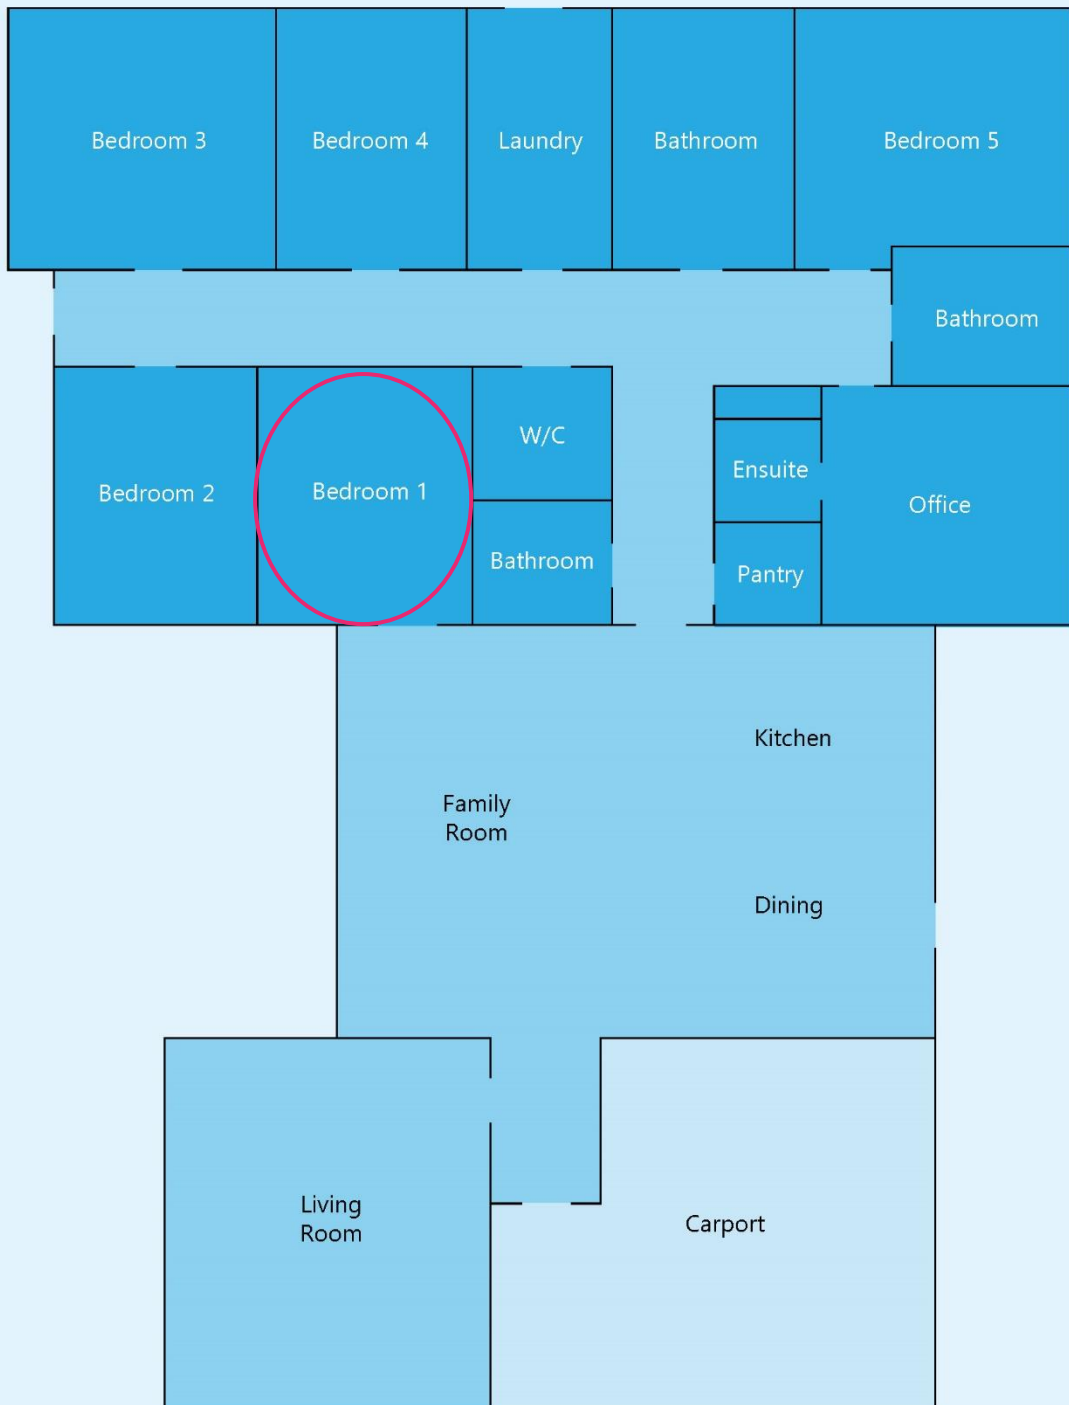 Bedroom 3
Bedroom 4
Laundry
Bathroom
Bedroom 5
Bathroom
W/C
Ensuite
Bedroom 2
Bedroom 1
Office
Bathroom
Pantry
Kitchen
Family
Room
Dining
Living
Room
Carport